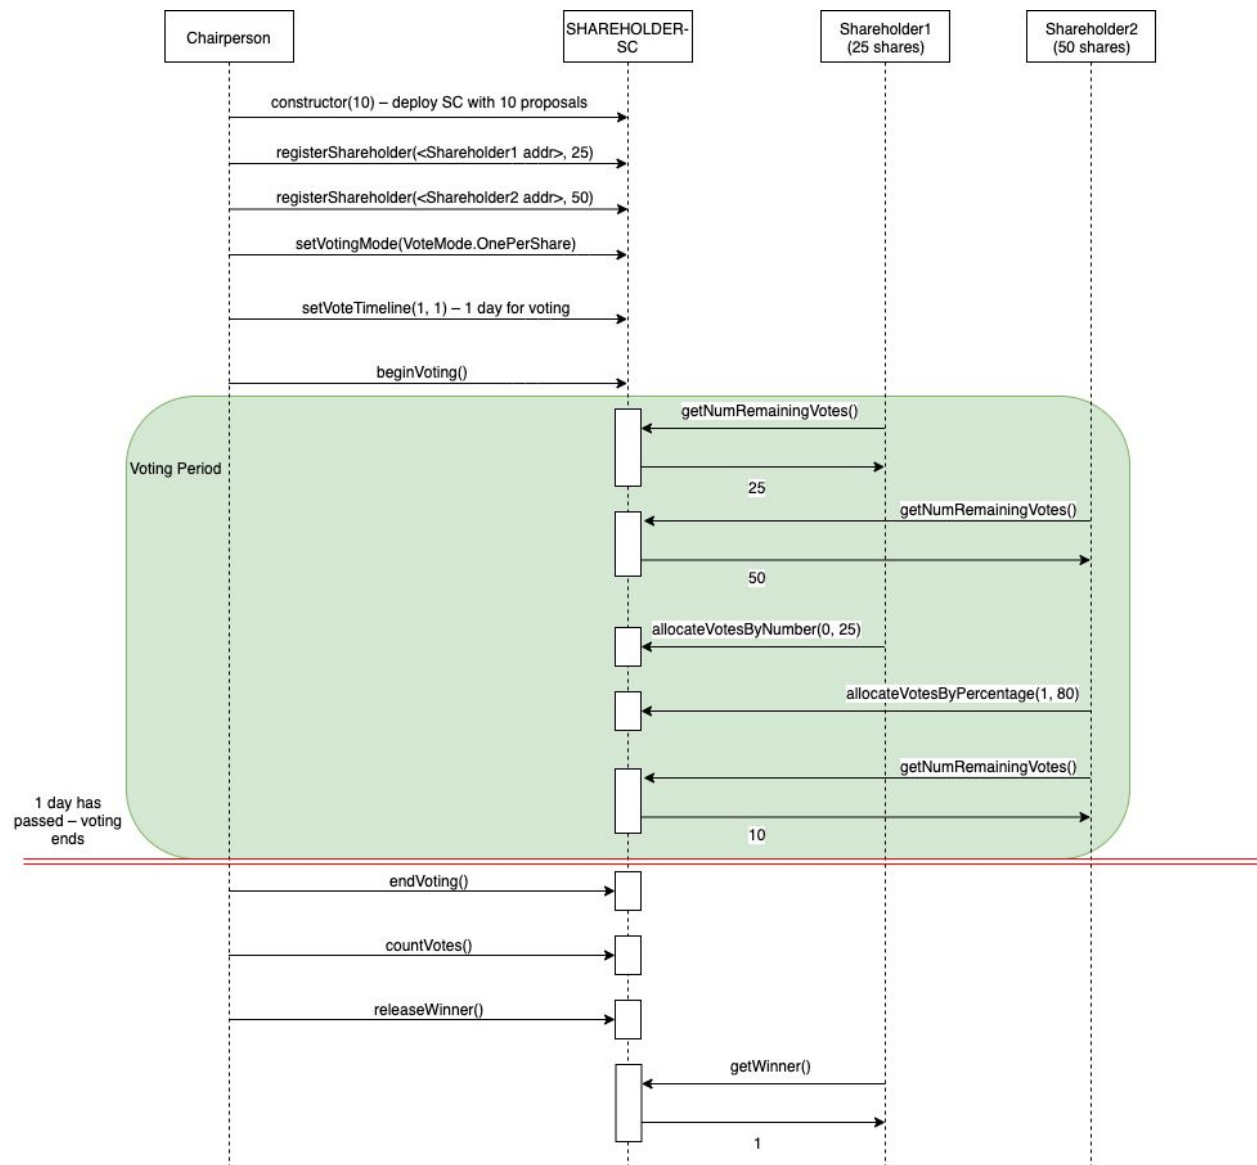 Chairperson
SHAREHOLDER-
SC
Shareholder1
(25 shares)
Shareholder2
(50 shares)
constructor(10) – deploy SC with 10 proposals
registerShareholder(<Shareholder1 addr>, 25)
registerShareholder(<Shareholder2 addr>, 50)
setVotingMode(VoteMode.OnePerShare)
setVoteTimeline(1, 1) – 1 day for voting
beginVoting()
getNumRemainingVotes()
Voting Period
25
getNumRemainingVotes()
50
allocateVotesByNumber(0, 25)
allocateVotesByPercentage(1, 80)
getNumRemainingVotes()
1 day has
passed – voting
ends
10
endVoting()
countVotes()
releaseWinner()
getWinner()
1